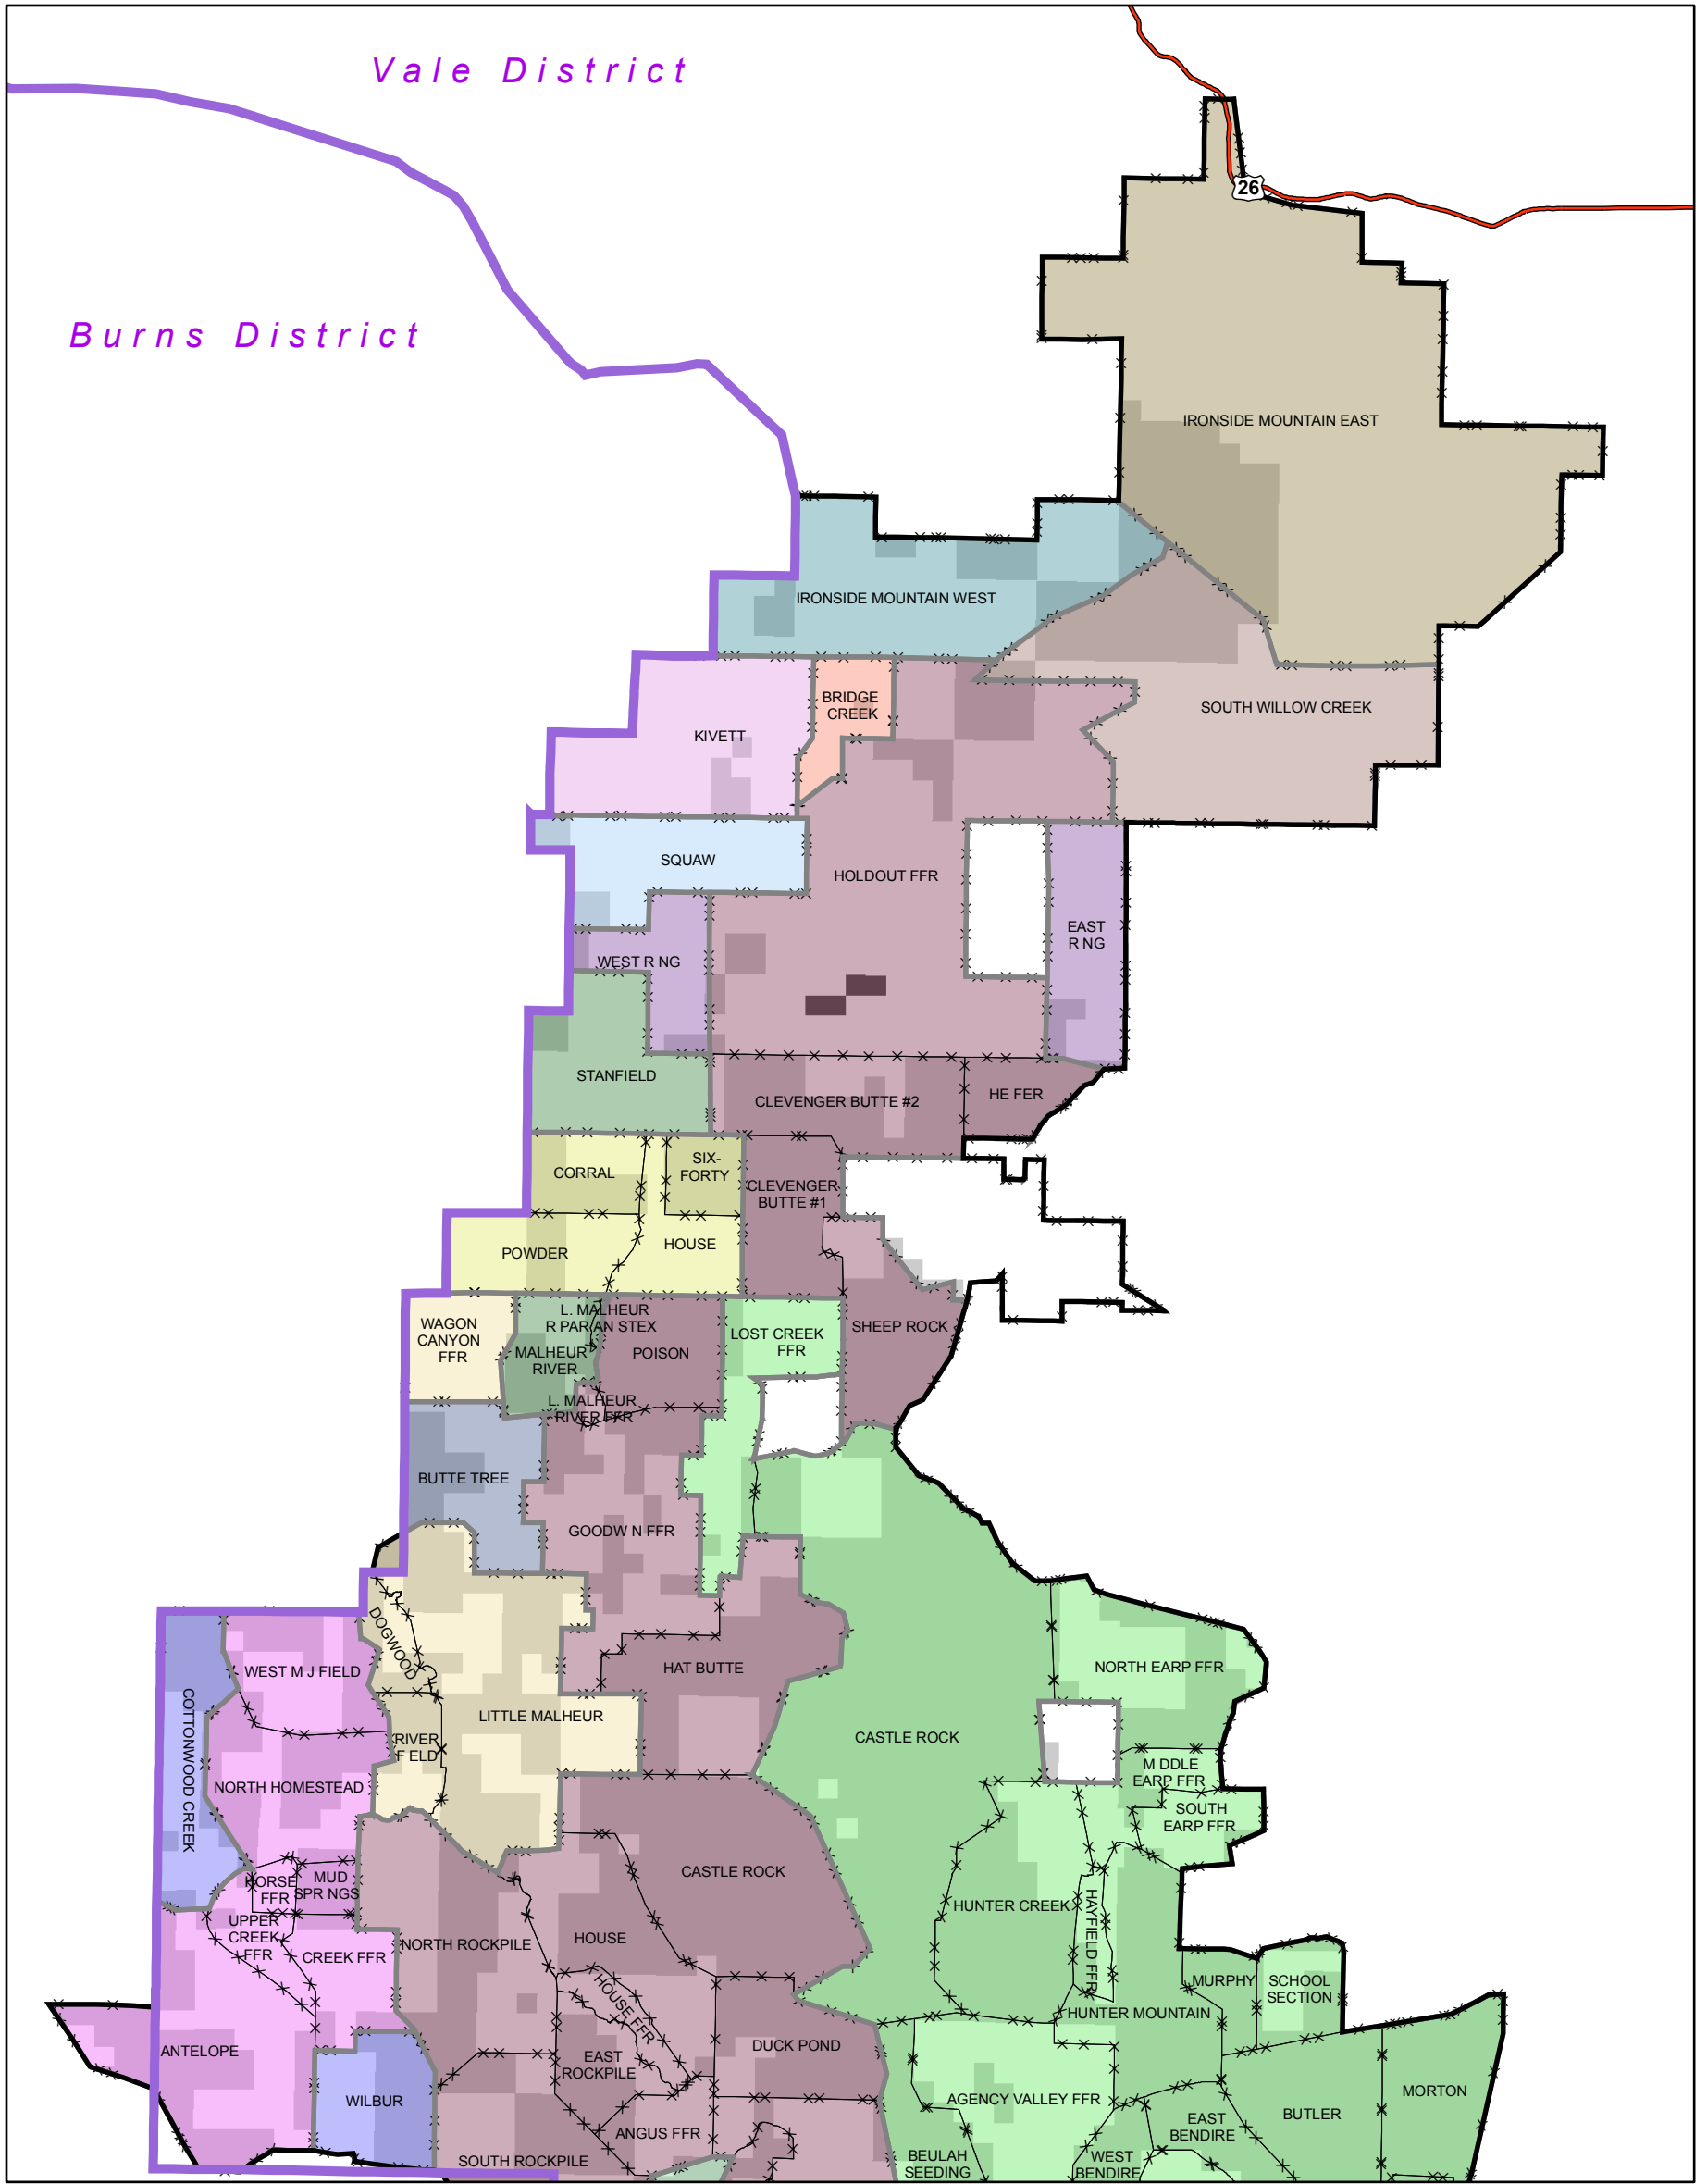 Vale District
26
Burns District
IRONSIDE MOUNTAIN EAST
IRONSIDE MOUNTAIN WEST
BRIDGE
CREEK
SOUTH WILLOW CREEK
KIVETT
SQUAW
HOLDOUT FFR
EAST
R NG
WEST R NG
STANFIELD
CLEVENGER BUTTE #2
HE FER
CORRAL
SIX-
FORTY
CLEVENGER
BUTTE #1
POWDER
HOUSE
WAGON
CANYON
FFR
L. MALHEUR
R PAR AN STEX
MALHEUR
RIVER
POISON
LOST CREEK
FFR
SHEEP ROCK
L. MALHEUR
RIVER FFR
BUTTE TREE
GOODW N FFR
DOGWOOD
WEST M J FIELD
HAT BUTTE
NORTH EARP FFR
COTTONWOOD CREEK
LITTLE MALHEUR
RIVER
F ELD
CASTLE ROCK
M DDLE
EARP FFR
NORTH HOMESTEAD
SOUTH
EARP FFR
CASTLE ROCK
HORSE
FFR
MUD
SPR NGS
HUNTER CREEK
HAYFIELD FFR
UPPER
CREEK
FFR
CREEK FFR
NORTH ROCKPILE
HOUSE
HOUSE FFR
MURPHY
SCHOOL
SECTION
HUNTER MOUNTAIN
ANTELOPE
EAST
ROCKPILE
DUCK POND
WILBUR
AGENCY VALLEY FFR
MORTON
ANGUS FFR
EAST
BENDIRE
BUTLER
SOUTH ROCKPILE
BEULAH
SEEDING
WEST
BENDIRE